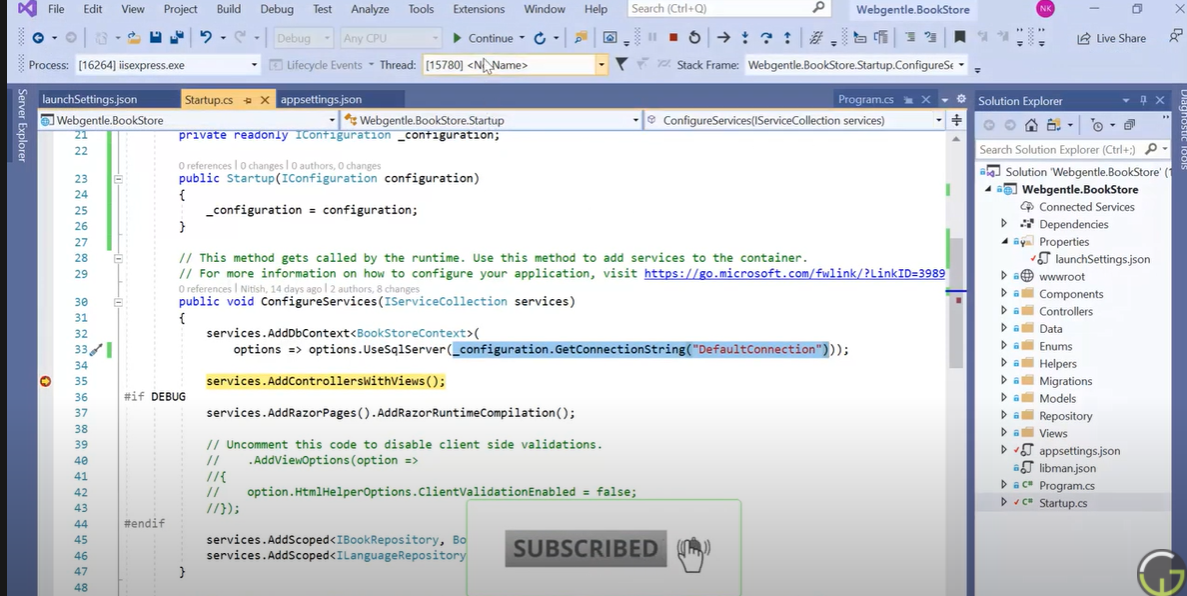 File Edit View Project Build Debug Test Analyze Tools Extensions Window Help Search (Ctrl+Q) Webgentle.BookStore NK
Debug Any CPU Continue Live Share
Process: [16264] iisexpress.exe Lifecycle Events Thread: [15780] <No Name> Stack Frame: Webgentle.BookStore.Startup.ConfigureSe
launchSettings.json Startup.cs appsettings.json Program.cs Solution Explorer
Server Explorer
Diagnostic Tools
Webgentle.BookStore Webgentle.BookStore.Startup ConfigureServices(IServiceCollection services)
21 private readonly IConfiguration _configuration;
22
0 references | 0 changes | 0 authors, 0 changes
23 public Startup(IConfiguration configuration)
24 {
25 _configuration = configuration;
26 }
27
28 // This method gets called by the runtime. Use this method to add services to the container.
29 // For more information on how to configure your application, visit https://go.microsoft.com/fwlink/?LinkID=3989
0 references | Nitish, 14 days ago | 2 authors, 8 changes
30 public void ConfigureServices(IServiceCollection services)
31 {
32 services.AddDbContext<BookStoreContext>(
33 options => options.UseSqlServer(_configuration.GetConnectionString("DefaultConnection")));
34
35 services.AddControllersWithViews();
36 #if DEBUG
37 services.AddRazorPages().AddRazorRuntimeCompilation();
38
39 // Uncomment this code to disable client side validations.
40 // .AddViewOptions(option =>
41 //{
42 // option.HtmlHelperOptions.ClientValidationEnabled = false;
43 //});
44 #endif
45 services.AddScoped<IBookRepository, Bo
46 services.AddScoped<ILanguageRepository
47 }
48
SUBSCRIBED
Search Solution Explorer (Ctrl+;)
Solution 'Webgentle.BookStore' (1
Webgentle.BookStore
Connected Services
Dependencies
Properties
launchSettings.json
wwwroot
Components
Controllers
Data
Enums
Helpers
Migrations
Models
Repository
Views
appsettings.json
libman.json
Program.cs
Startup.cs